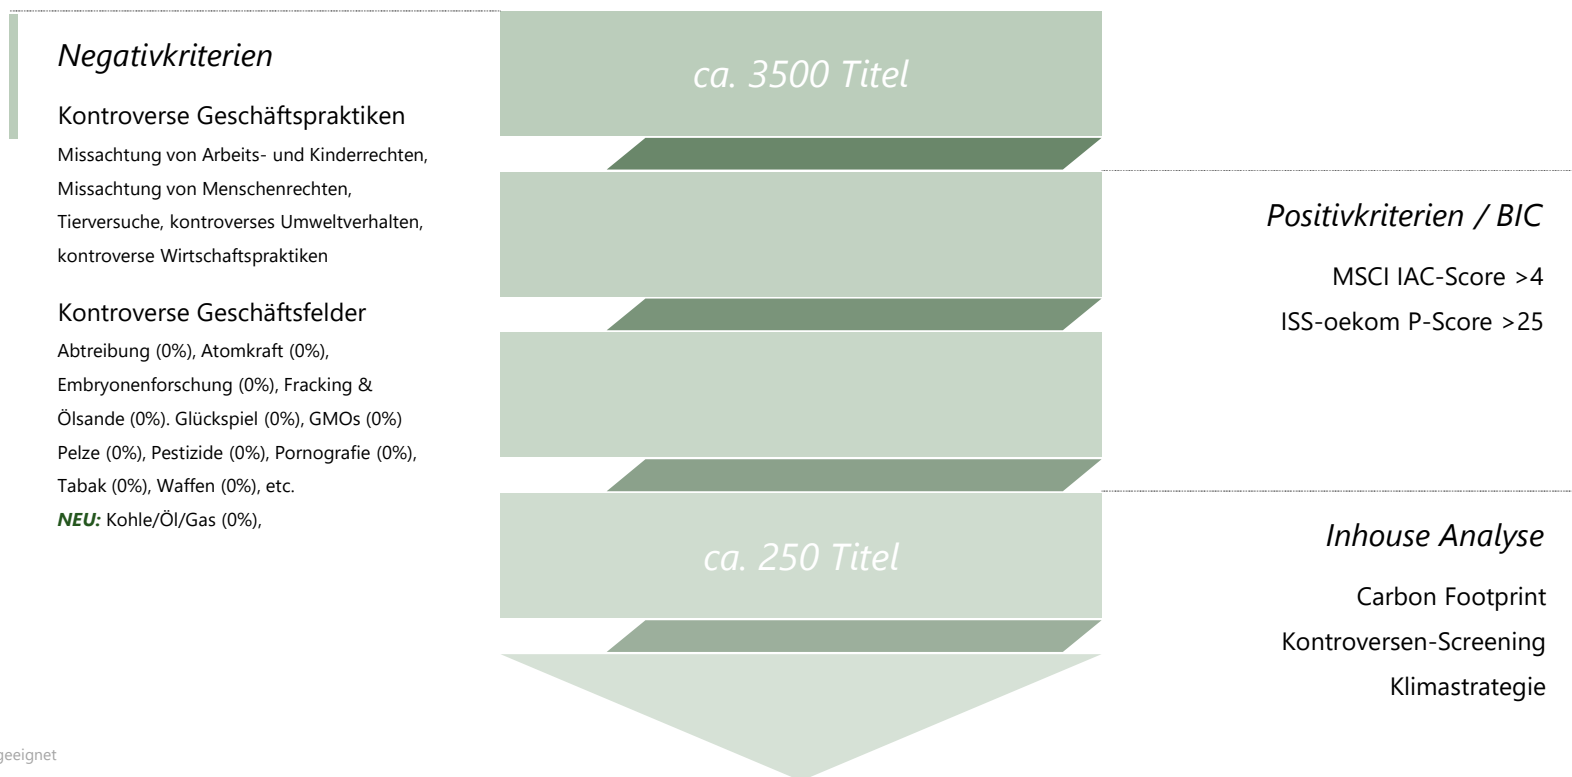 Negativkriterien
Kontroverse Geschäftspraktiken
Missachtung von Arbeits- und Kinderrechten,
Missachtung von Menschenrechten,
Tierversuche, kontroverses Umweltverhalten,
kontroverse Wirtschaftspraktiken
Kontroverse Geschäftsfelder
Abtreibung (0%), Atomkraft (0%),
Embryonenforschung (0%), Fracking &
Ölsande (0%). Glückspiel (0%), GMOs (0%)
Pelze (0%), Pestizide (0%), Pornografie (0%),
Tabak (0%), Waffen (0%), etc.
NEU: Kohle/Öl/Gas (0%),
ca. 3500 Titel
ca. 250 Titel
Positivkriterien / BIC
MSCI IAC-Score >4
ISS-oekom P-Score >25
Inhouse Analyse
Carbon Footprint
Kontroversen-Screening
Klimastrategie
geeignet